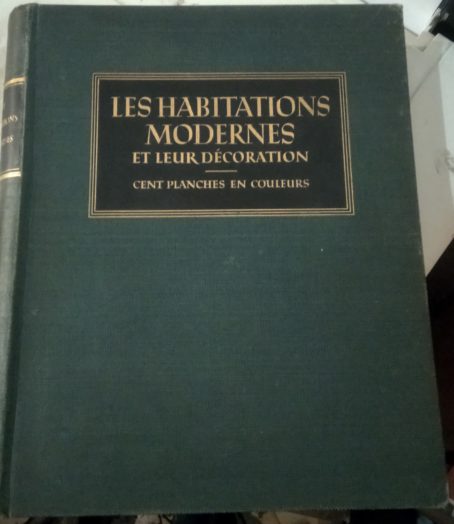 LES HABITATIONS
MODERNES
ET LEUR DÉCORATION
CENT PLANCHES EN COULEURS